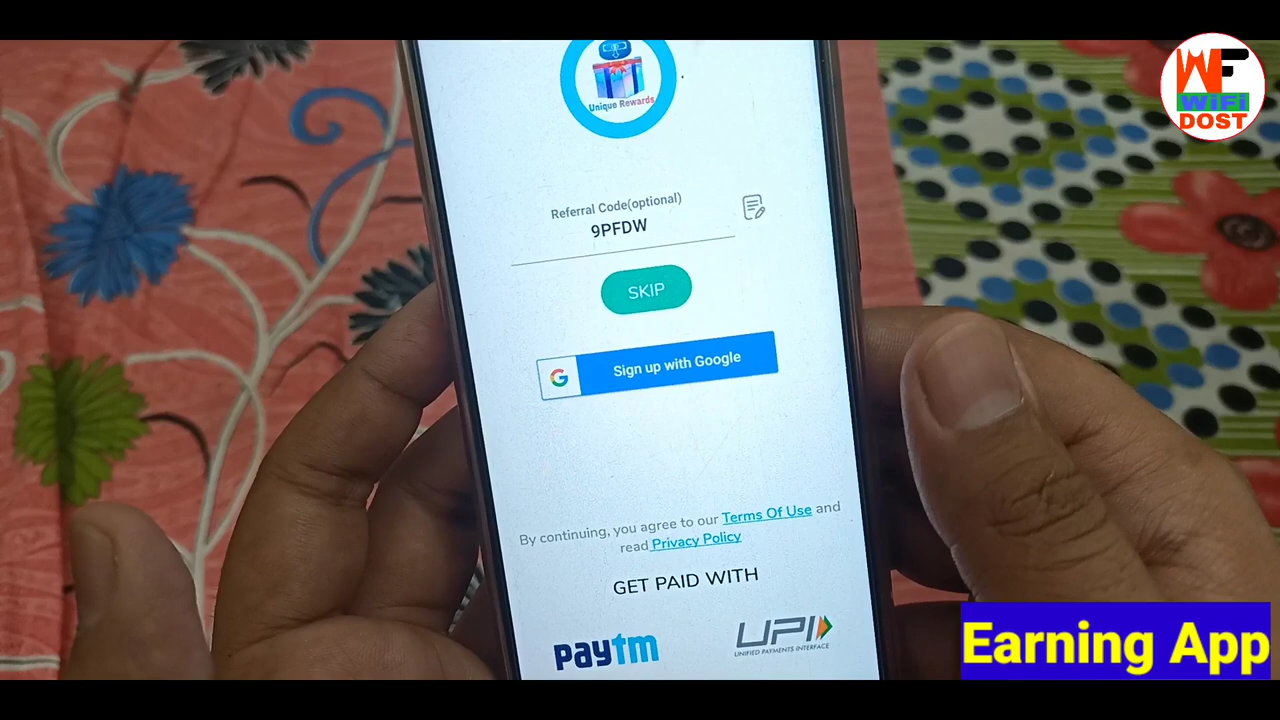 WF
WiFi
DOST
Unique Rewards
Referral Code(optional)
9PFDW
SKIP
G
Sign up with Google
By continuing, you agree to our Terms Of Use and
read Privacy Policy
GET PAID WITH
paytm
UPI
UNIFIED PAYMENTS INTERFACE
Earning App